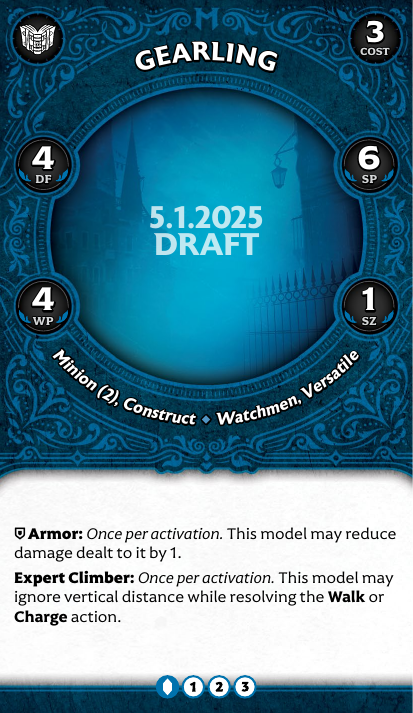 GEARLING
3
COST
4
DF
6
SP
5.1.2025
DRAFT
4
WP
1
SZ
Minion (2), Construct ◆ Watchmen, Versatile
Armor: Once per activation. This model may reduce
damage dealt to it by 1.
Expert Climber: Once per activation. This model may
ignore vertical distance while resolving the Walk or
Charge action.
1 2 3